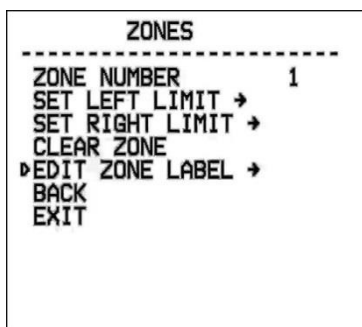 ZONES
------------------------
ZONE NUMBER 1
SET LEFT LIMIT →
SET RIGHT LIMIT →
CLEAR ZONE
▷EDIT ZONE LABEL →
BACK
EXIT